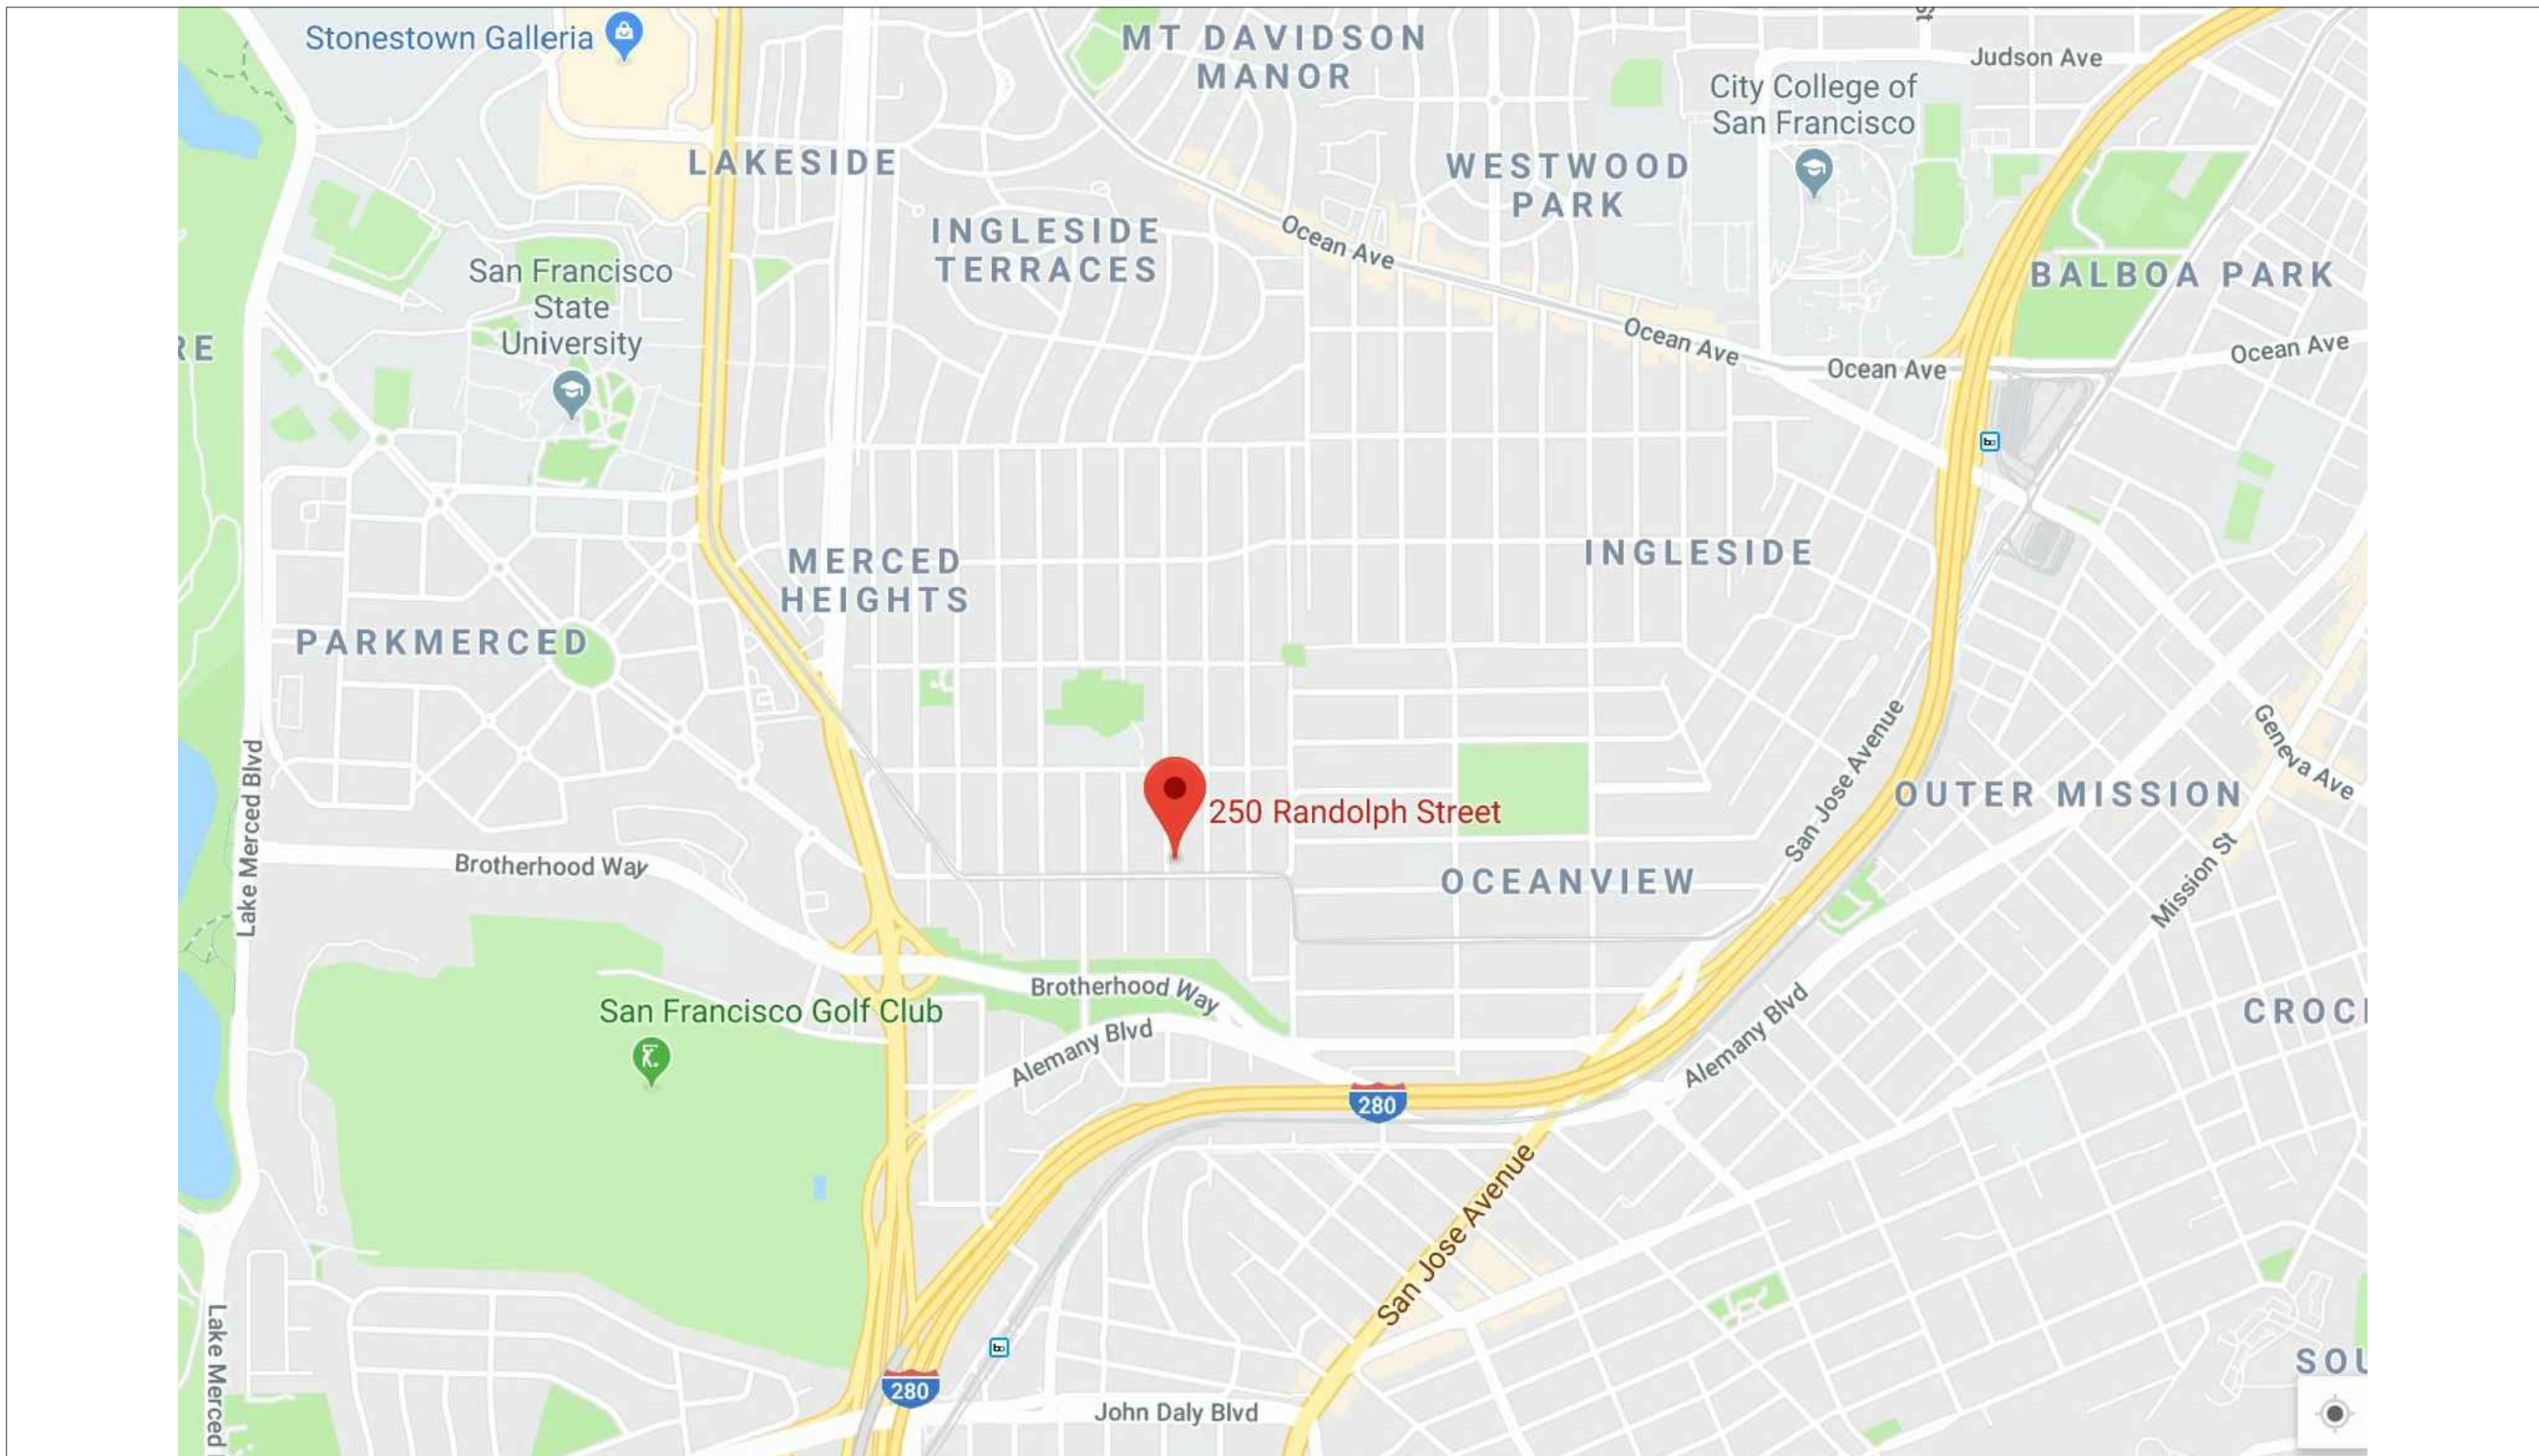 Stonestown Galleria
MT DAVIDSON
MANOR
St
Judson Ave
City College of
San Francisco
LAKESIDE
WESTWOOD
PARK
INGLESIDE
TERRACES
Ocean Ave
San Francisco
State
University
BALBOA PARK
RE
Ocean Ave
Ocean Ave
Ocean Ave
MERCED
HEIGHTS
INGLESIDE
PARKMERCED
Lake Merced Blvd
San Jose Avenue
Geneva Ave
250 Randolph Street
OUTER MISSION
Brotherhood Way
OCEANVIEW
Mission St
Brotherhood Way
San Francisco Golf Club
Alemany Blvd
Alemany Blvd
CROC
280
San Jose Avenue
Lake Merced
280
SOU
John Daly Blvd